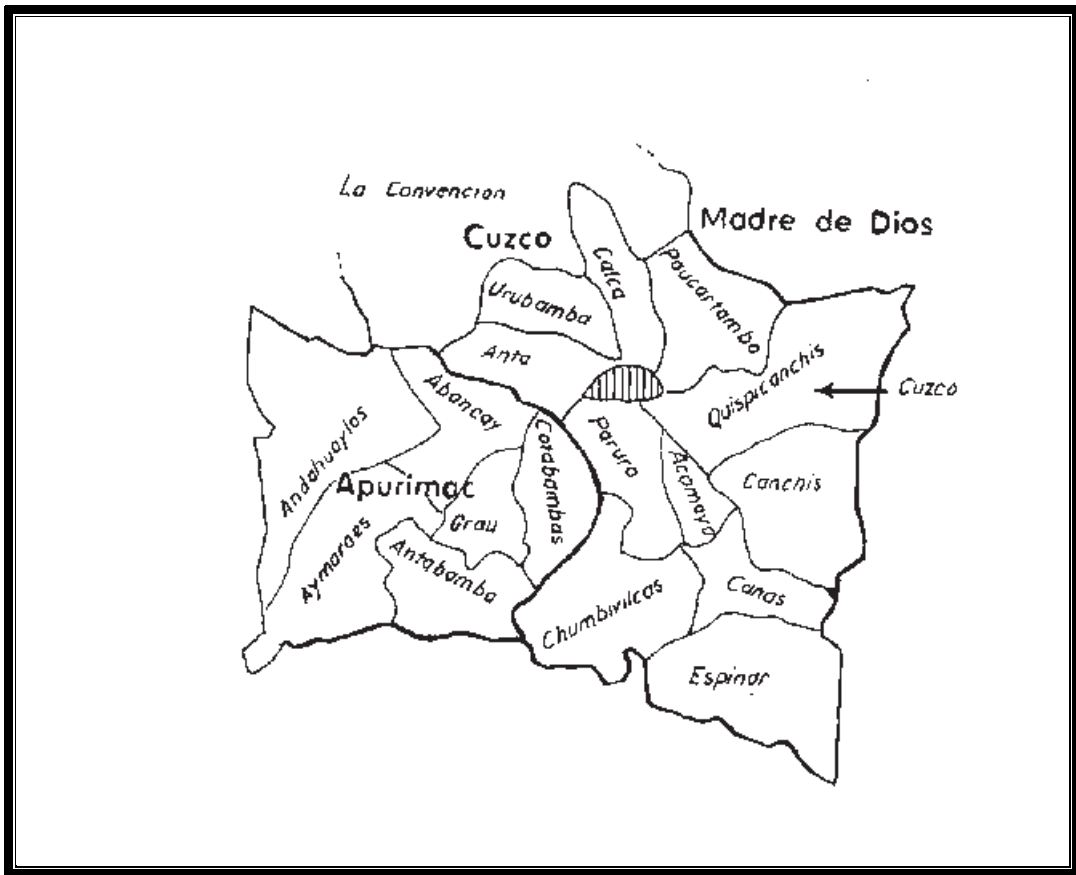 La Convencion
Madre de Dios
Cuzco
Calca
Paucartambo
Urubamba
Anta
Quispicanchis
Cuzco
Abancay
Andahuaylas
Paruro
Cotabambas
Acomayo
Canchis
Apurimac
Grau
Aymaraes
Antabamba
Canas
Chumbivilcas
Espinar